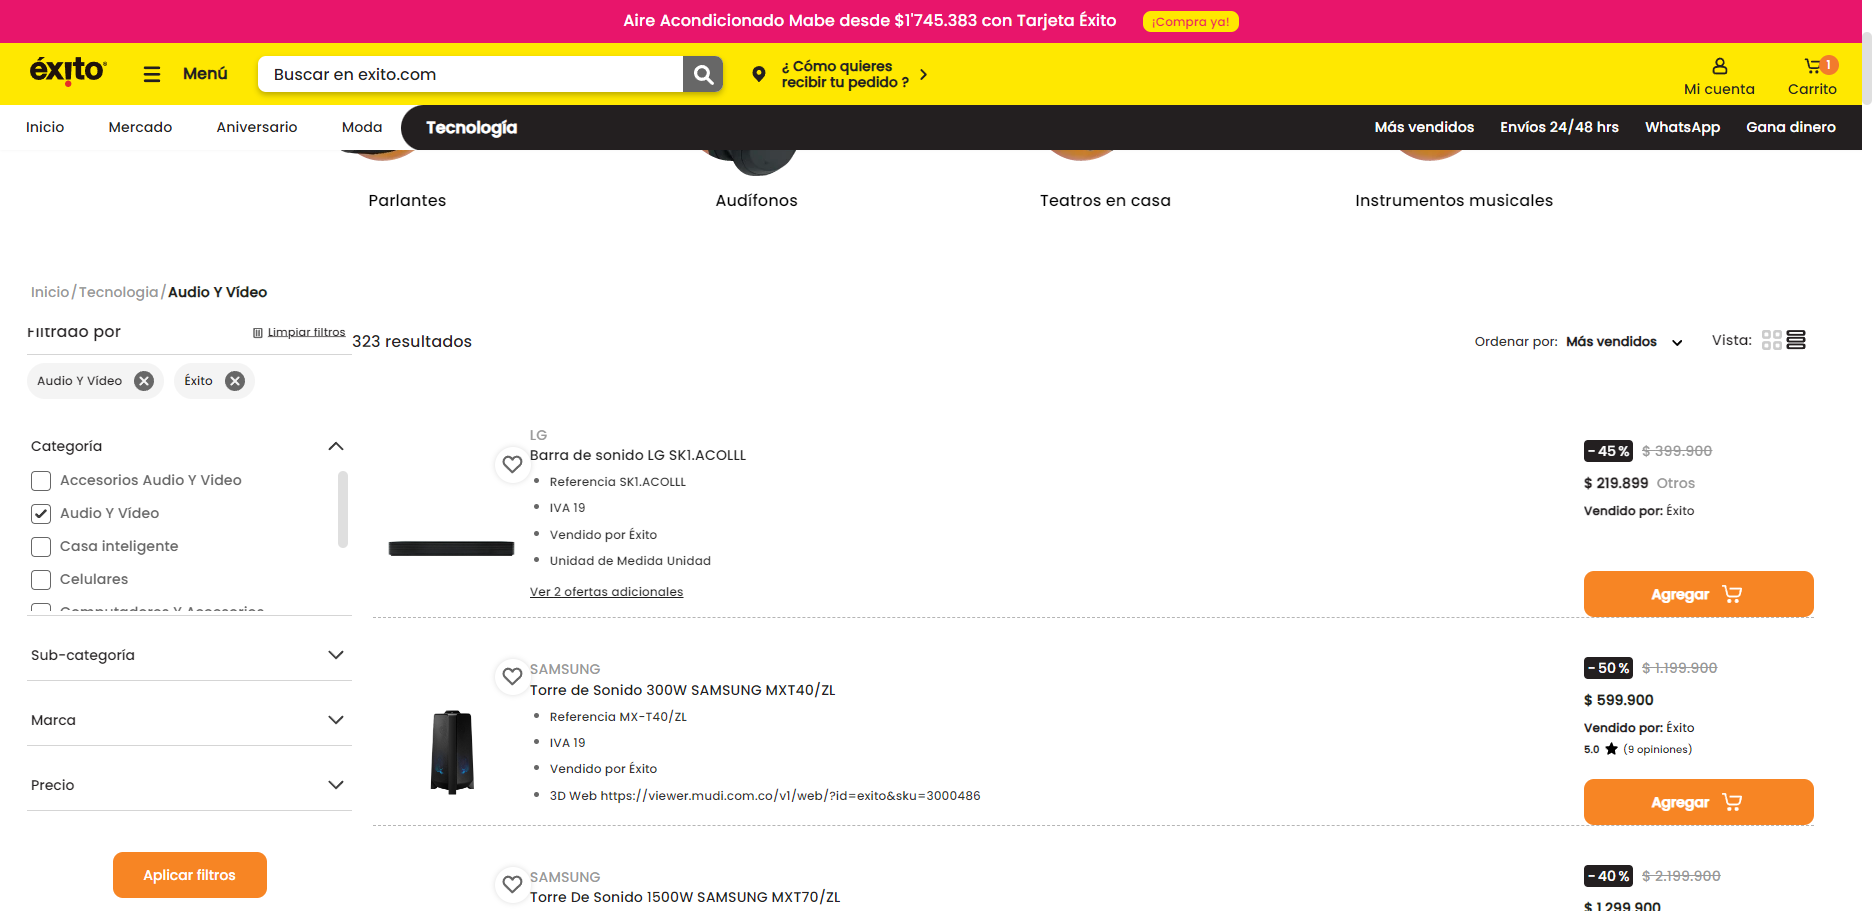 Aire Acondicionado Mabe desde $1'745.383 con Tarjeta Éxito ¡Compra ya!
éxito Menú Buscar en exito.com ¿ Cómo quieres recibir tu pedido ? Mi cuenta 1 Carrito
Inicio Mercado Aniversario Moda Tecnología Más vendidos Envíos 24/48 hrs WhatsApp Gana dinero
Parlantes Audífonos Teatros en casa Instrumentos musicales
Inicio/Tecnologia/Audio Y Vídeo
Filtrado por Limpiar filtros
323 resultados
Ordenar por: Más vendidos Vista:
Audio Y Vídeo Éxito
Categoría
Accesorios Audio Y Video
Audio Y Vídeo
Casa inteligente
Celulares
Computadores Y Accesorios
Sub-categoría
Marca
Precio
Aplicar filtros
LG
Barra de sonido LG SK1.ACOLLL
Referencia SK1.ACOLLL
IVA 19
Vendido por Éxito
Unidad de Medida Unidad
Ver 2 ofertas adicionales
-45% $ 399.900
$ 219.899 Otros
Vendido por: Éxito
Agregar
SAMSUNG
Torre de Sonido 300W SAMSUNG MXT40/ZL
Referencia MX-T40/ZL
IVA 19
Vendido por Éxito
3D Web https://viewer.mudi.com.co/v1/web/?id=exito&sku=3000486
-50% $ 1.199.900
$ 599.900
Vendido por: Éxito
5.0 (9 opiniones)
Agregar
SAMSUNG
Torre De Sonido 1500W SAMSUNG MXT70/ZL
-40% $ 2.199.900
$ 1.299.900